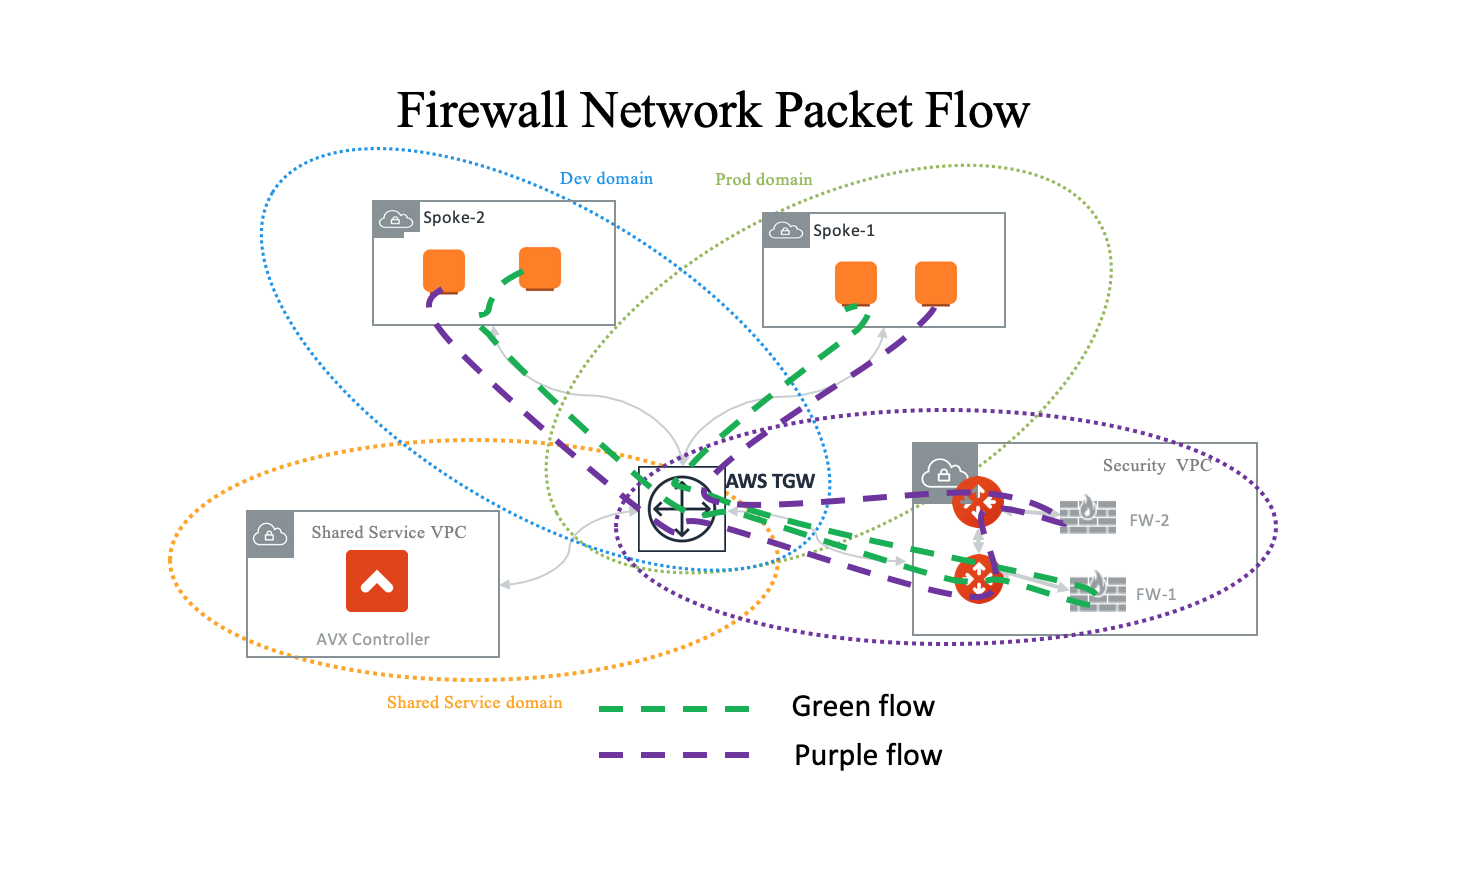 Firewall Network Packet Flow
Dev domain
Prod domain
Spoke-2
Spoke-1
AWS TGW
Security VPC
FW-2
Shared Service VPC
FW-1
AVX Controller
Shared Service domain
Green flow
Purple flow